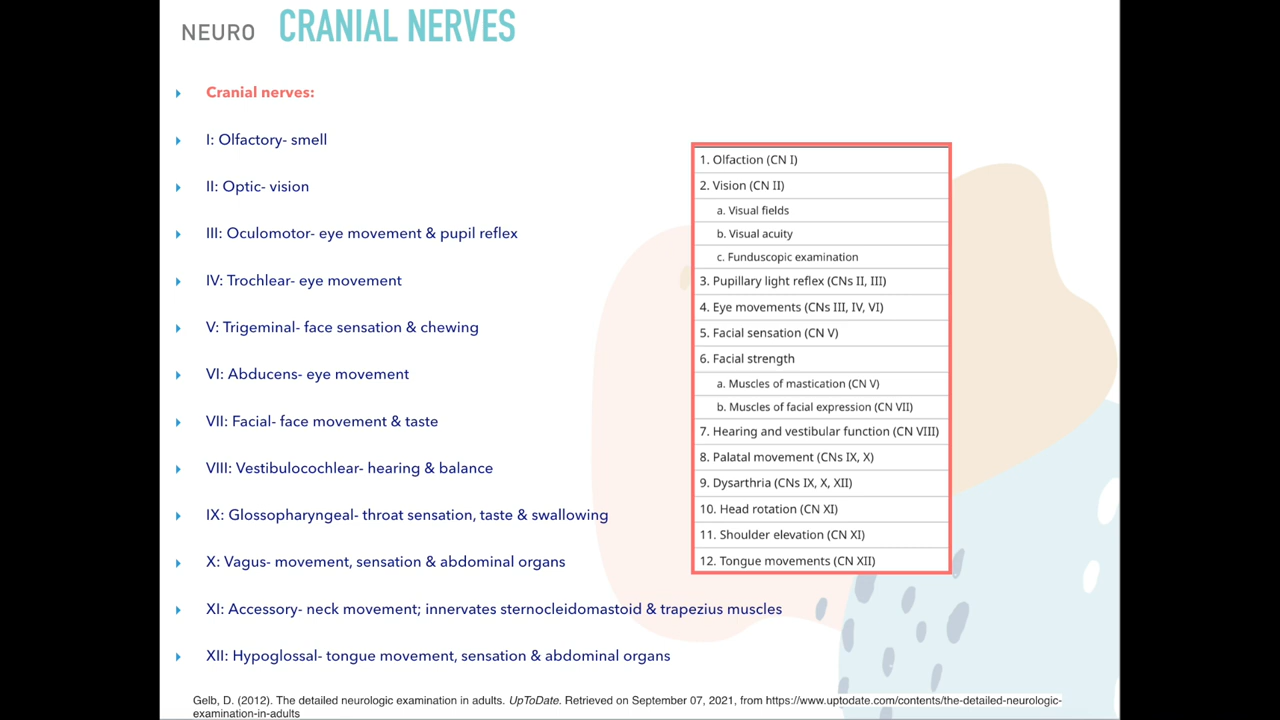 NEURO CRANIAL NERVES
Cranial nerves:
I: Olfactory- smell
II: Optic- vision
III: Oculomotor- eye movement & pupil reflex
IV: Trochlear- eye movement
V: Trigeminal- face sensation & chewing
VI: Abducens- eye movement
VII: Facial- face movement & taste
VIII: Vestibulocochlear- hearing & balance
IX: Glossopharyngeal- throat sensation, taste & swallowing
X: Vagus- movement, sensation & abdominal organs
XI: Accessory- neck movement; innervates sternocleidomastoid & trapezius muscles
XII: Hypoglossal- tongue movement, sensation & abdominal organs
1. Olfaction (CN I)
2. Vision (CN II)
a. Visual fields
b. Visual acuity
c. Funduscopic examination
3. Pupillary light reflex (CNs II, III)
4. Eye movements (CNs III, IV, VI)
5. Facial sensation (CN V)
6. Facial strength
a. Muscles of mastication (CN V)
b. Muscles of facial expression (CN VII)
7. Hearing and vestibular function (CN VIII)
8. Palatal movement (CNs IX, X)
9. Dysarthria (CNs IX, X, XII)
10. Head rotation (CN XI)
11. Shoulder elevation (CN XI)
12. Tongue movements (CN XII)
Gelb, D. (2012). The detailed neurologic examination in adults. UpToDate. Retrieved on September 07, 2021, from https://www.uptodate.com/contents/the-detailed-neurologic-
examination-in-adults